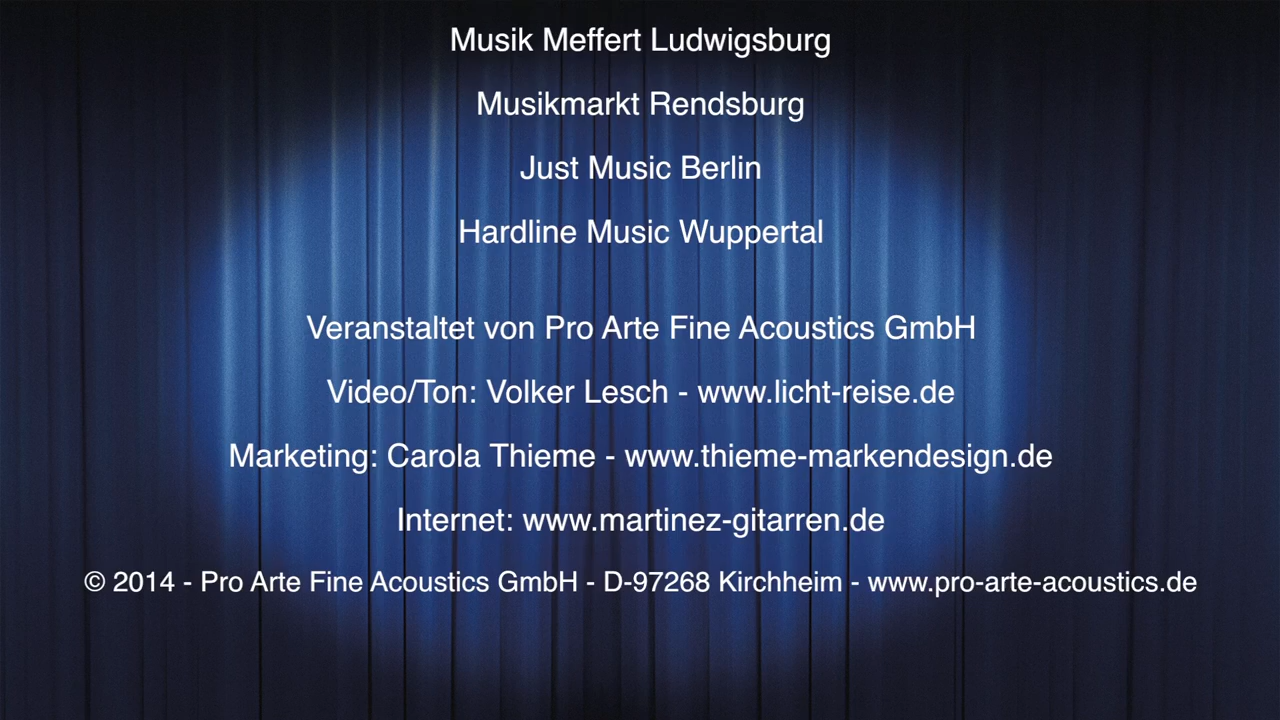 Musik Meffert Ludwigsburg
Musikmarkt Rendsburg
Just Music Berlin
Hardline Music Wuppertal
Veranstaltet von Pro Arte Fine Acoustics GmbH
Video/Ton: Volker Lesch - www.licht-reise.de
Marketing: Carola Thieme - www.thieme-markendesign.de
Internet: www.martinez-gitarren.de
© 2014 - Pro Arte Fine Acoustics GmbH - D-97268 Kirchheim - www.pro-arte-acoustics.de